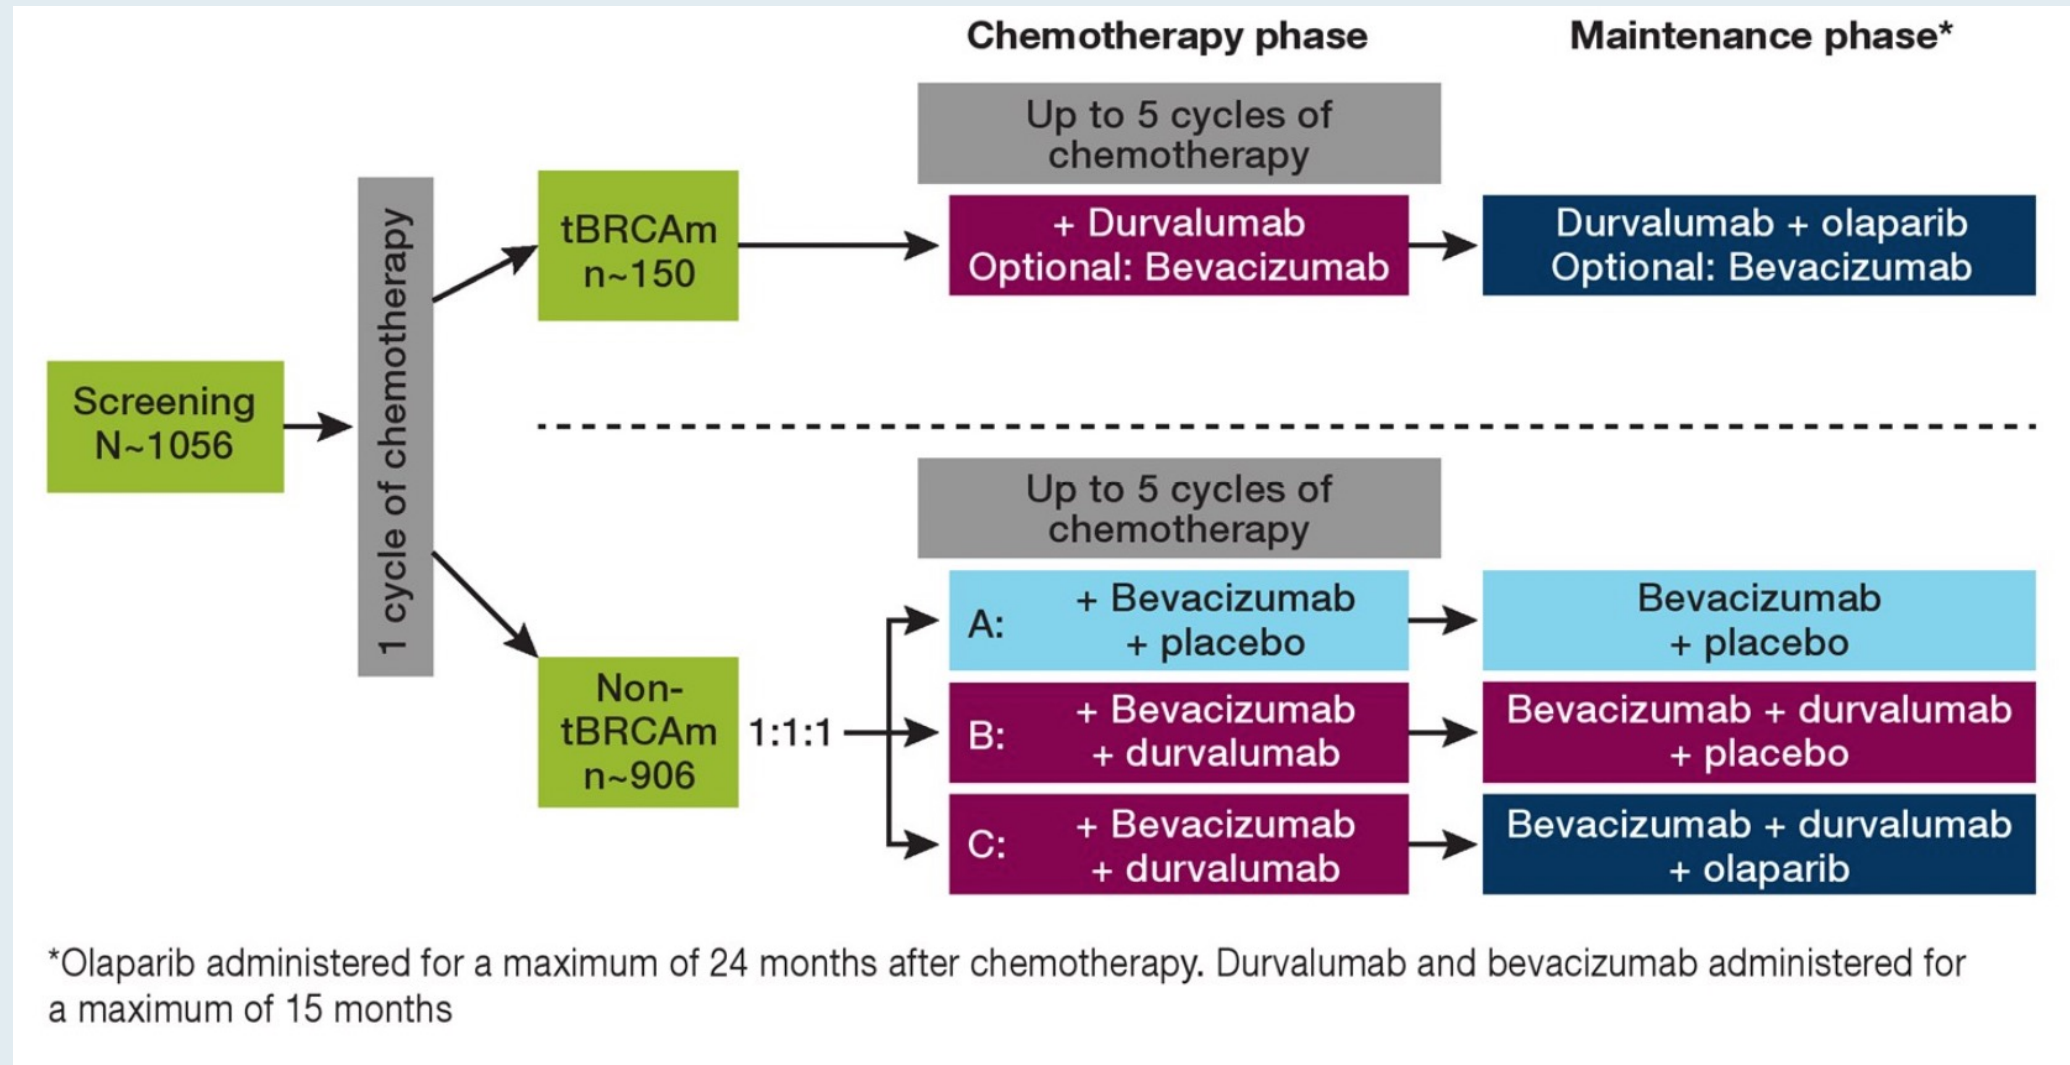 Chemotherapy phase
Maintenance phase*
Screening
N~1056
1 cycle of chemotherapy
tBRCAm
n~150
Up to 5 cycles of
chemotherapy
+ Durvalumab
Optional: Bevacizumab
Durvalumab + olaparib
Optional: Bevacizumab
Non-
tBRCAm
n~906
1:1:1
Up to 5 cycles of
chemotherapy
A:
+ Bevacizumab
+ placebo
Bevacizumab
+ placebo
B:
+ Bevacizumab
+ durvalumab
Bevacizumab + durvalumab
+ placebo
C:
+ Bevacizumab
+ durvalumab
Bevacizumab + durvalumab
+ olaparib
*Olaparib administered for a maximum of 24 months after chemotherapy. Durvalumab and bevacizumab administered for
a maximum of 15 months